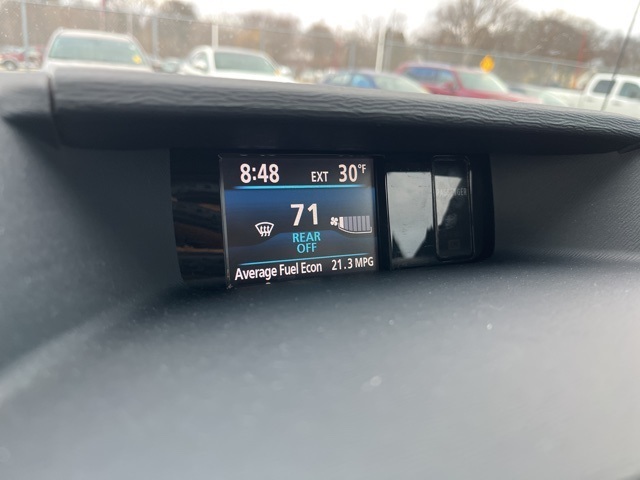 8:48 EXT 30°F
71
REAR
OFF
Average Fuel Econ 21.3 MPG